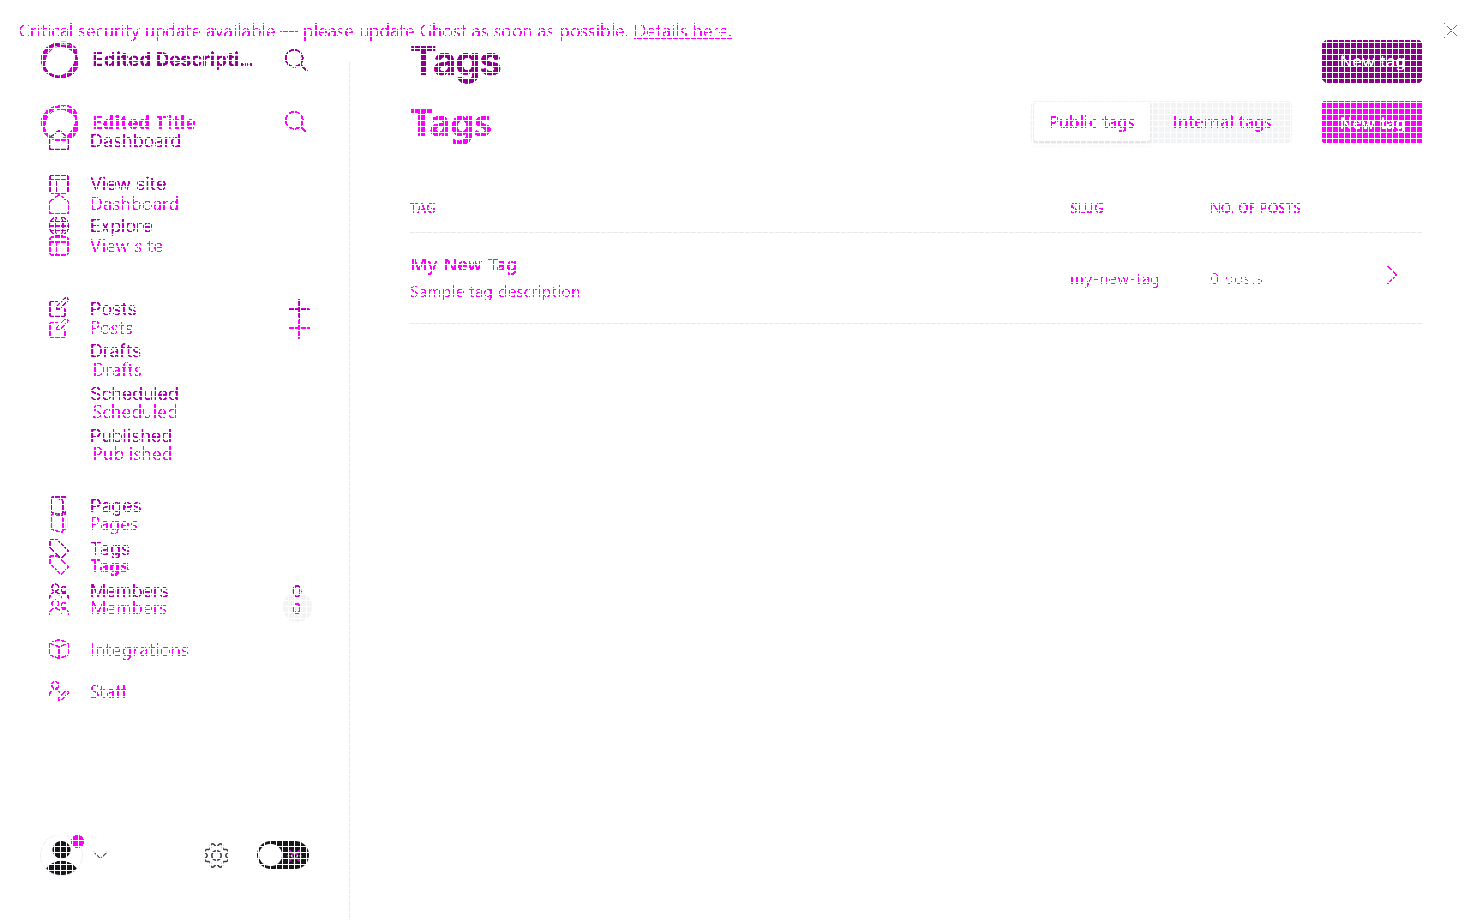 Critical security update available — please update Ghost as soon as possible. Details here.
Edited Descripti...
Tags
New tag
Edited Title
Tags
Public tags
Internal tags
New tag
Dashboard
View site
Dashboard
Explore
View site
TAG
SLUG
NO. OF POSTS
My New Tag
Sample tag description
my-new-tag
0 posts
Posts
Posts
Drafts
Drafts
Scheduled
Scheduled
Published
Published
Pages
Pages
Tags
Tags
Members
0
Members
0
Integrations
Staff